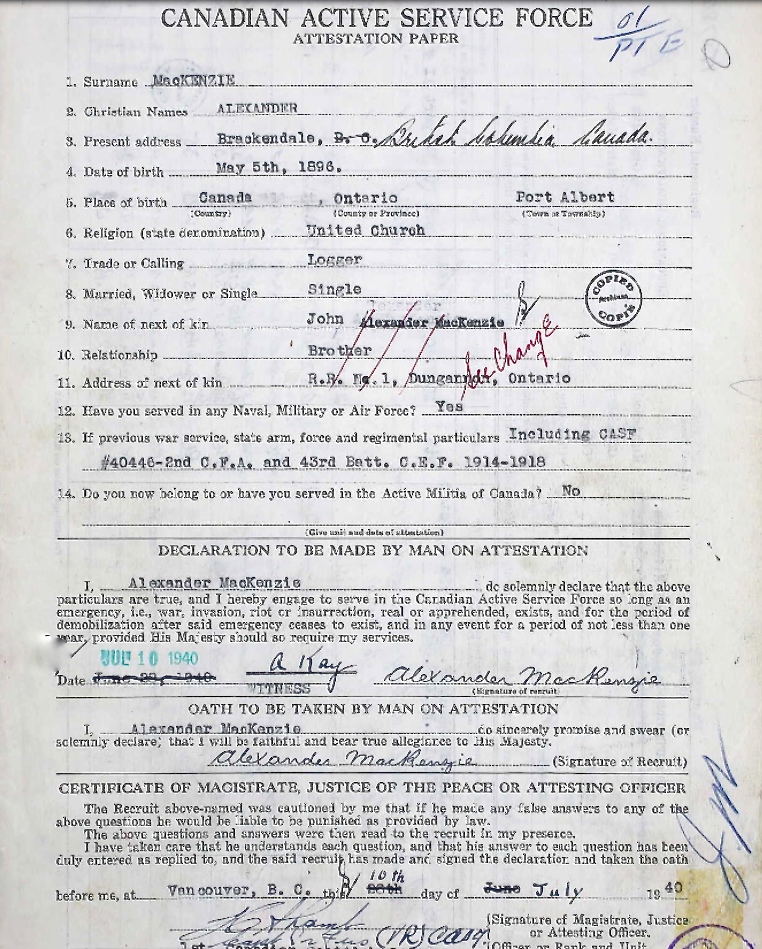 CANADIAN ACTIVE SERVICE FORCE
ATTESTATION PAPER
PTE
1. Surname MacKENZIE
2. Christian Names ALEXANDER
3. Present address Brackendale, B. C. British Columbia Canada.
4. Date of birth May 5th, 1896.
5. Place of birth Canada, Ontario Port Albert
(Country) (County or Province) (Town or Township)
6. Religion (state denomination) United Church
7. Trade or Calling Logger
8. Married, Widower or Single Single
COPIED
Archives
COPIE
9. Name of next of kin John Alexander MacKenzie
10. Relationship Brother
See Change
11. Address of next of kin R.R. No. 1, Dungannon, Ontario
12. Have you served in any Naval, Military or Air Force? Yes
13. If previous war service, state arm, force and regimental particulars Including CASF
#40446-2nd C.F.A. and 43rd Batt. C.E.F. 1914-1918
14. Do you now belong to or have you served in the Active Militia of Canada? No
(Give unit and date of attestation)
DECLARATION TO BE MADE BY MAN ON ATTESTATION
I, Alexander MacKenzie do solemnly declare that the above
particulars are true, and I hereby engage to serve in the Canadian Active Service Force so long as an
emergency, i.e., war, invasion, riot or insurrection, real or apprehended, exists, and for the period of
demobilization after said emergency ceases to exist, and in any event for a period of not less than one
year, provided His Majesty should so require my services.
JUL 10 1940
Date A Kay Alexander MacKenzie
WITNESS (Signature of recruit)
OATH TO BE TAKEN BY MAN ON ATTESTATION
I, Alexander MacKenzie do sincerely promise and swear (or
solemnly declare) that I will be faithful and bear true allegiance to His Majesty.
Alexander MacKenzie (Signature of Recruit)
CERTIFICATE OF MAGISTRATE, JUSTICE OF THE PEACE OR ATTESTING OFFICER
The Recruit above-named was cautioned by me that if he made any false answers to any of the
above questions he would be liable to be punished as provided by law.
The above questions and answers were then read to the recruit in my presence.
I have taken care that he understands each question, and that his answer to each question has been
duly entered as replied to, and the said recruit has made and signed the declaration and taken the oath
10th
before me, at Vancouver, B. C. this 28th day of June July 1940
(Signature of Magistrate, Justice
or Attesting Officer.
(Officer or Rank and Unit